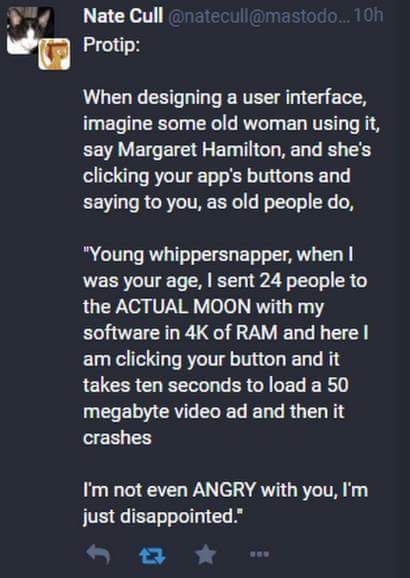 Nate Cull @natecull@mastodo... 10h
Protip:
When designing a user interface,
imagine some old woman using it,
say Margaret Hamilton, and she's
clicking your app's buttons and
saying to you, as old people do,
"Young whippersnapper, when I
was your age, I sent 24 people to
the ACTUAL MOON with my
software in 4K of RAM and here I
am clicking your button and it
takes ten seconds to load a 50
megabyte video ad and then it
crashes
I'm not even ANGRY with you, I'm
just disappointed."